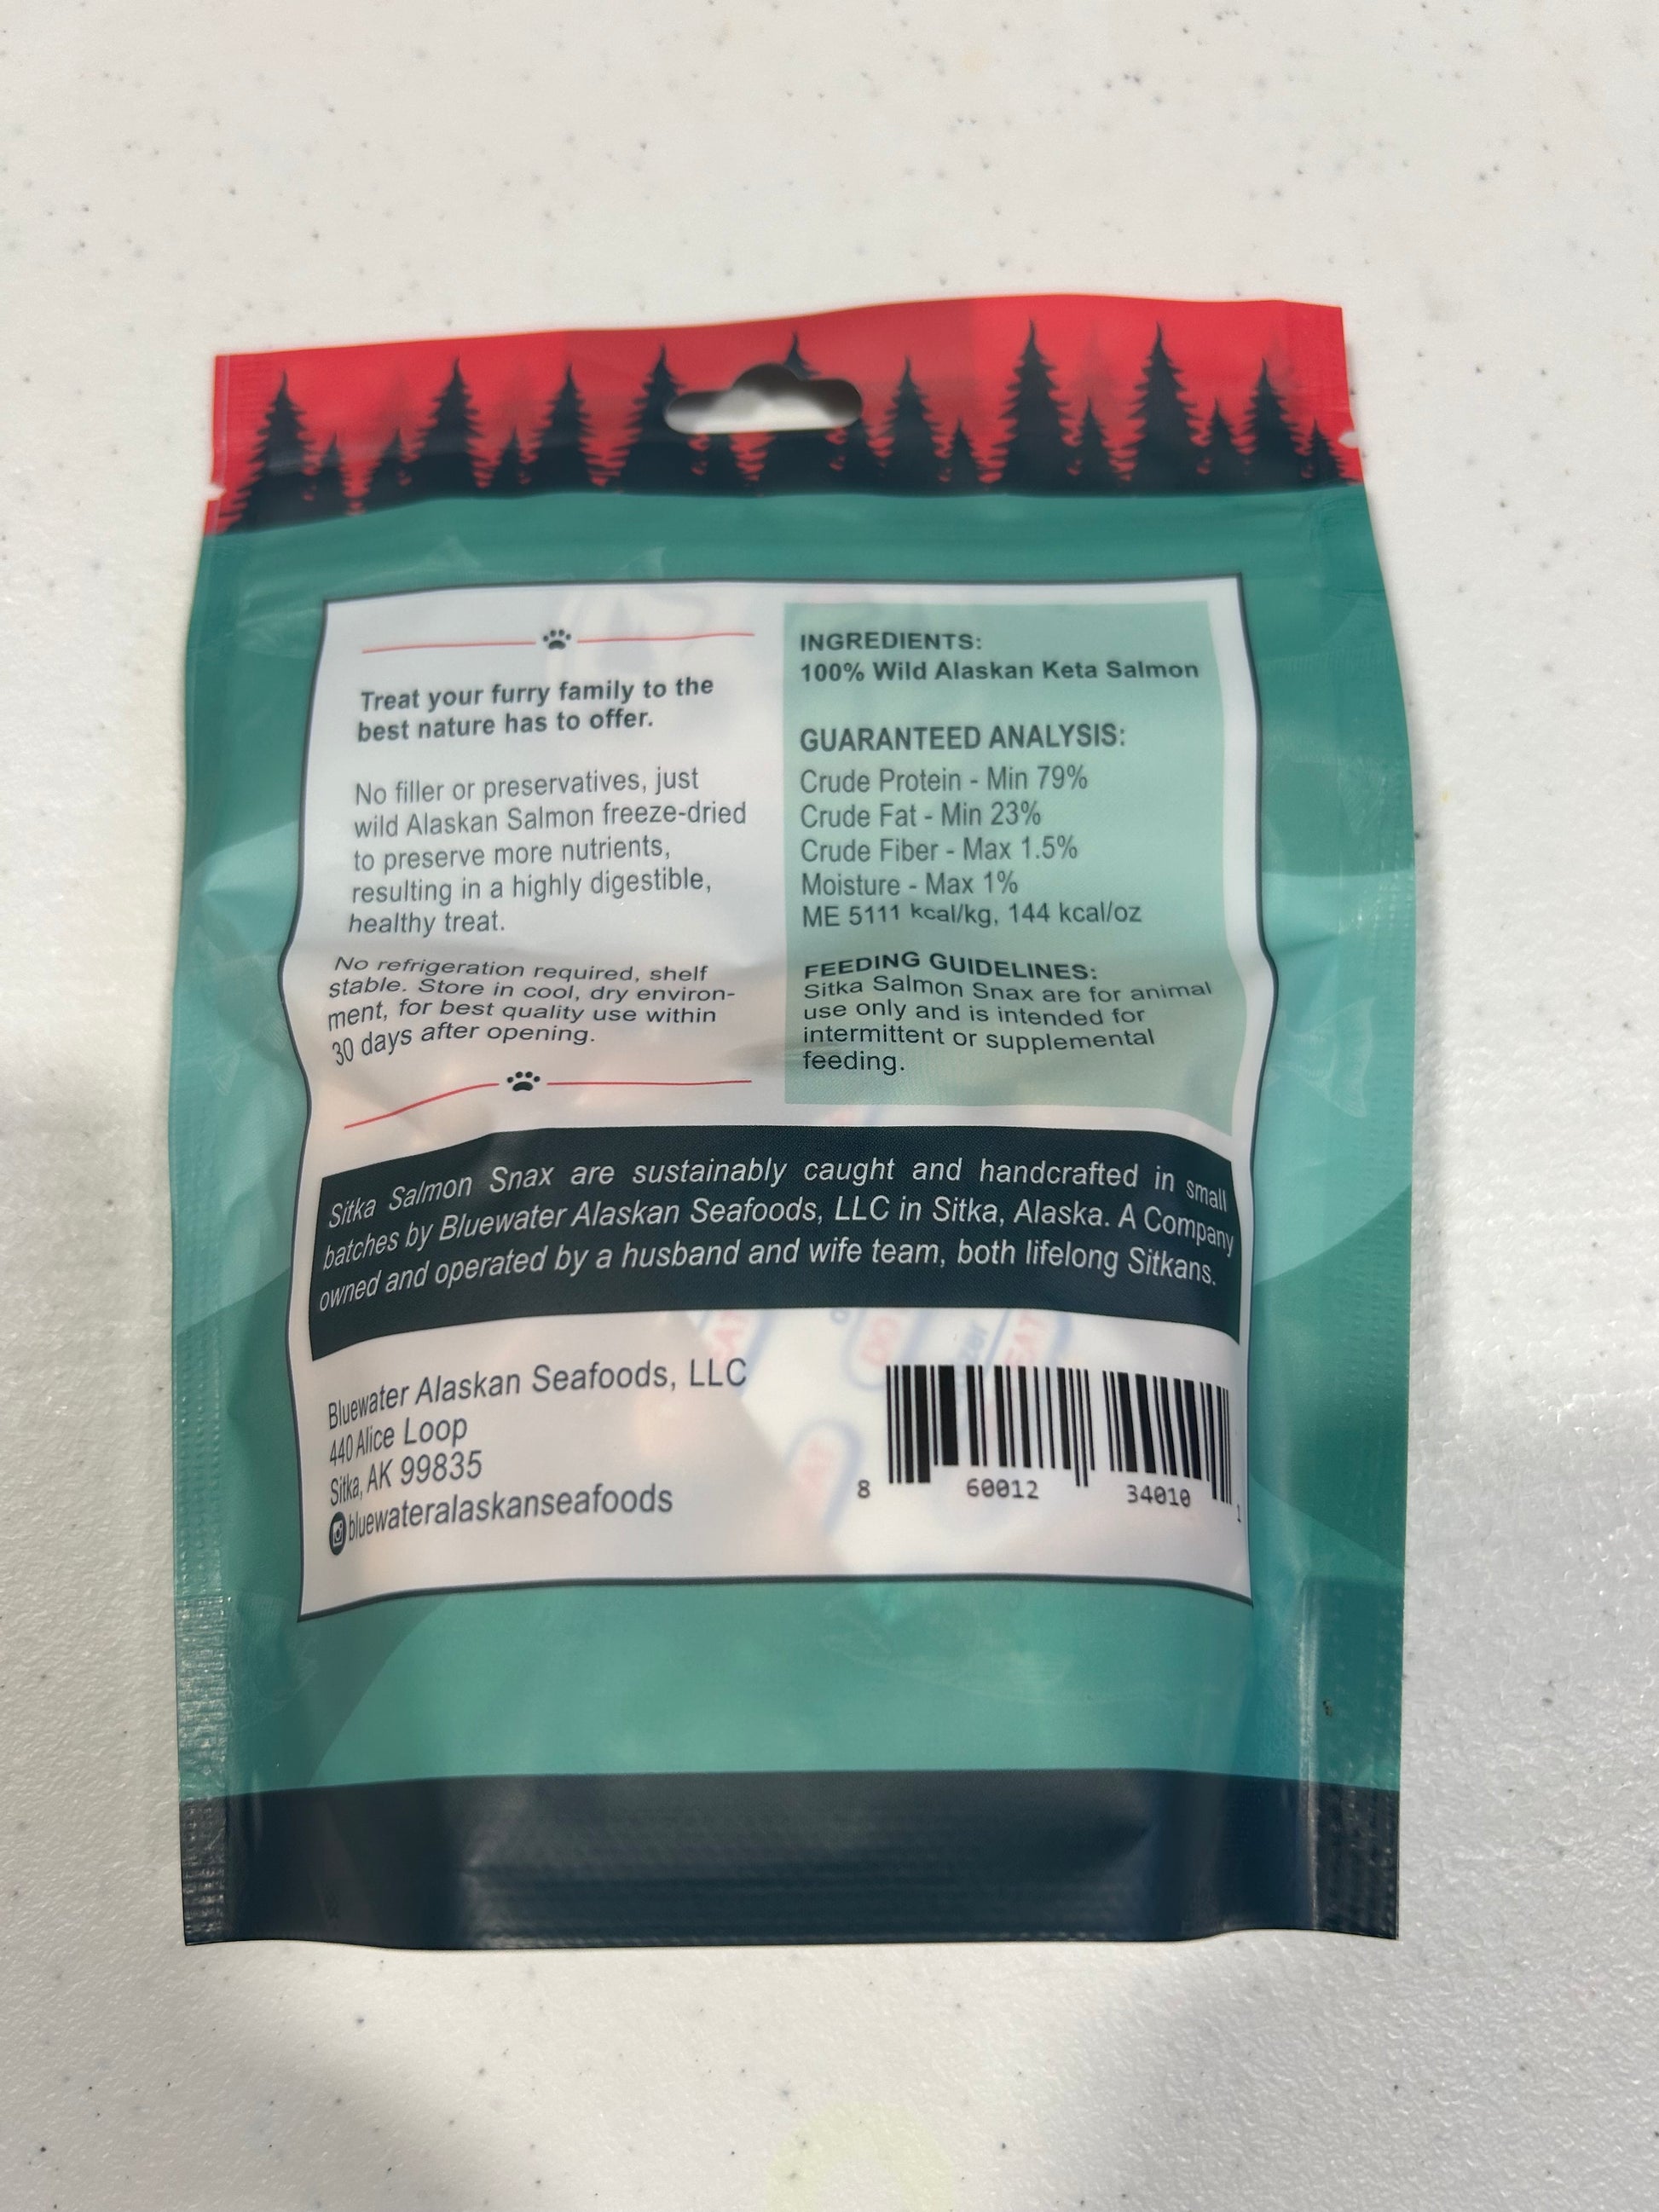 Treat your furry family to the
best nature has to offer.
No filler or preservatives, just
wild Alaskan Salmon freeze-dried
to preserve more nutrients,
resulting in a highly digestible,
healthy treat.
No refrigeration required, shelf
stable. Store in cool, dry environ-
ment, for best quality use within
30 days after opening.
INGREDIENTS:
100% Wild Alaskan Keta Salmon
GUARANTEED ANALYSIS:
Crude Protein - Min 79%
Crude Fat - Min 23%
Crude Fiber - Max 1.5%
Moisture - Max 1%
ME 5111 kcal/kg, 144 kcal/oz
FEEDING GUIDELINES:
Sitka Salmon Snax are for animal
use only and is intended for
intermittent or supplemental
feeding.
Sitka Salmon Snax are sustainably caught and handcrafted in small
batches by Bluewater Alaskan Seafoods, LLC in Sitka, Alaska. A Company
owned and operated by a husband and wife team, both lifelong Sitkans.
Bluewater Alaskan Seafoods, LLC
440 Alice Loop
Sitka, AK 99835
bluewateralaskanseafoods
8 60012 34010 1